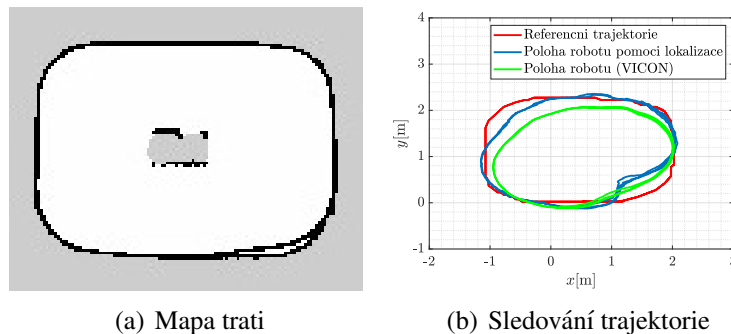 Referencni trajektorie
Poloha robotu pomoci lokalizace
Poloha robotu (VICON)
4
3
2
1
0
-1
y[m]
-2
-1
0
1
2
3
x[m]
(a) Mapa trati
(b) Sledování trajektorie